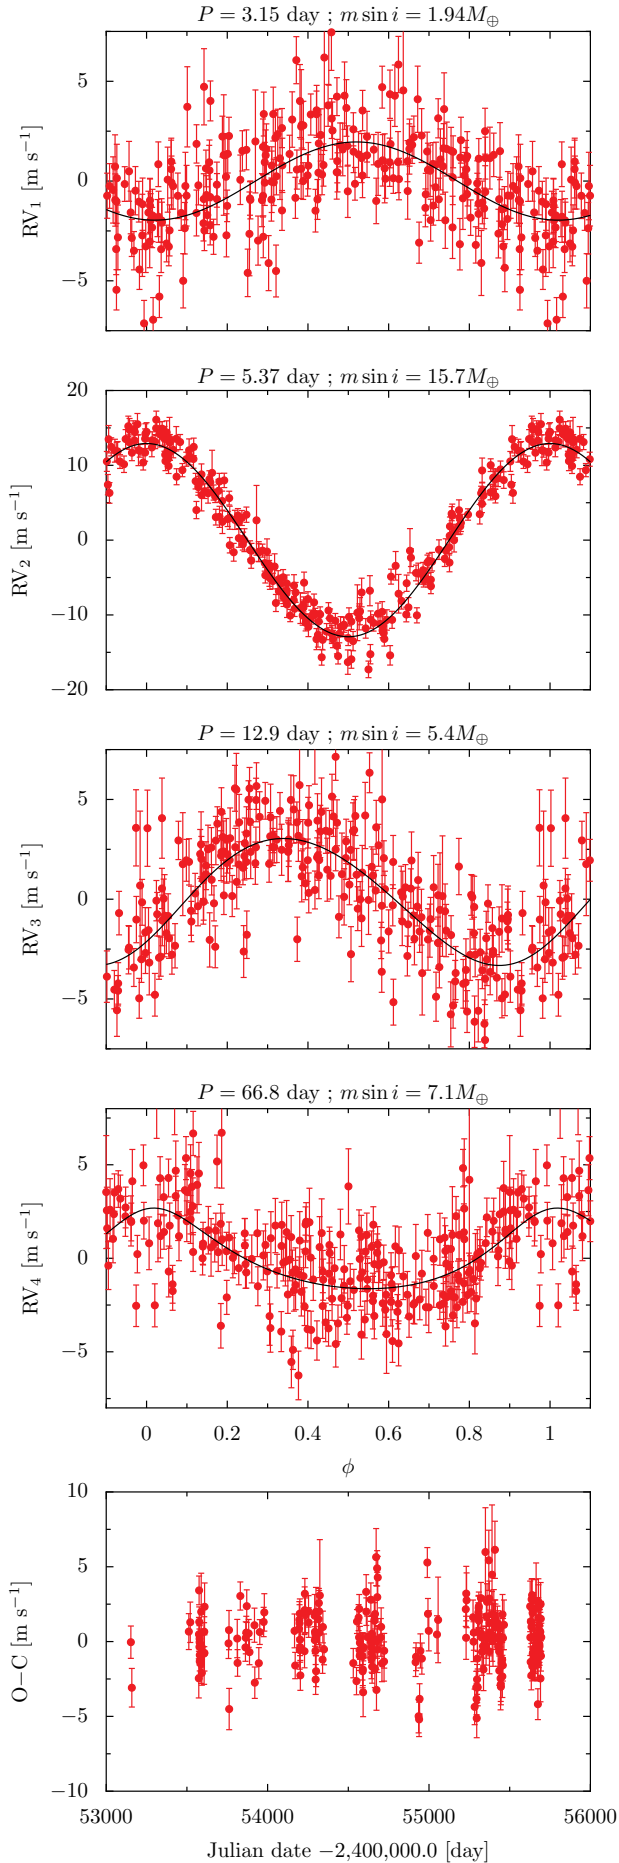 P = 3.15 day ; m sin i = 1.94M⊕
5
0
−5
RV₁ [m s⁻¹]
P = 5.37 day ; m sin i = 15.7M⊕
20
10
0
−10
−20
RV₂ [m s⁻¹]
P = 12.9 day ; m sin i = 5.4M⊕
5
0
−5
RV₃ [m s⁻¹]
P = 66.8 day ; m sin i = 7.1M⊕
5
0
−5
RV₄ [m s⁻¹]
0 0.2 0.4 0.6 0.8 1
ϕ
10
5
0
−5
−10
O−C [m s⁻¹]
53000 54000 55000 56000
Julian date −2,400,000.0 [day]